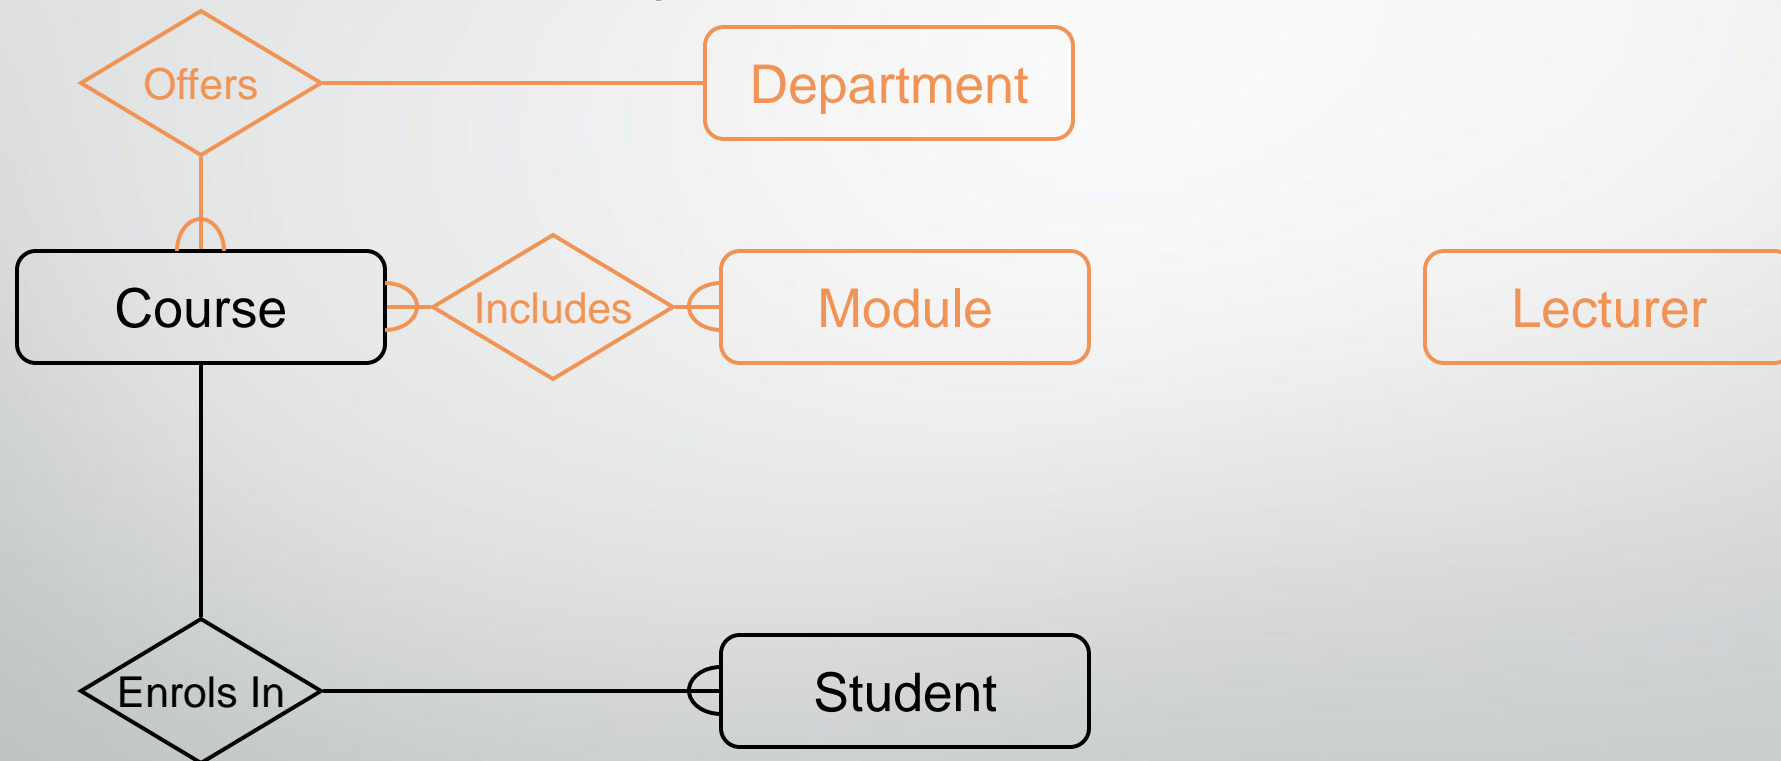 Offers
Department
Course
Includes
Module
Lecturer
Enrols In
Student